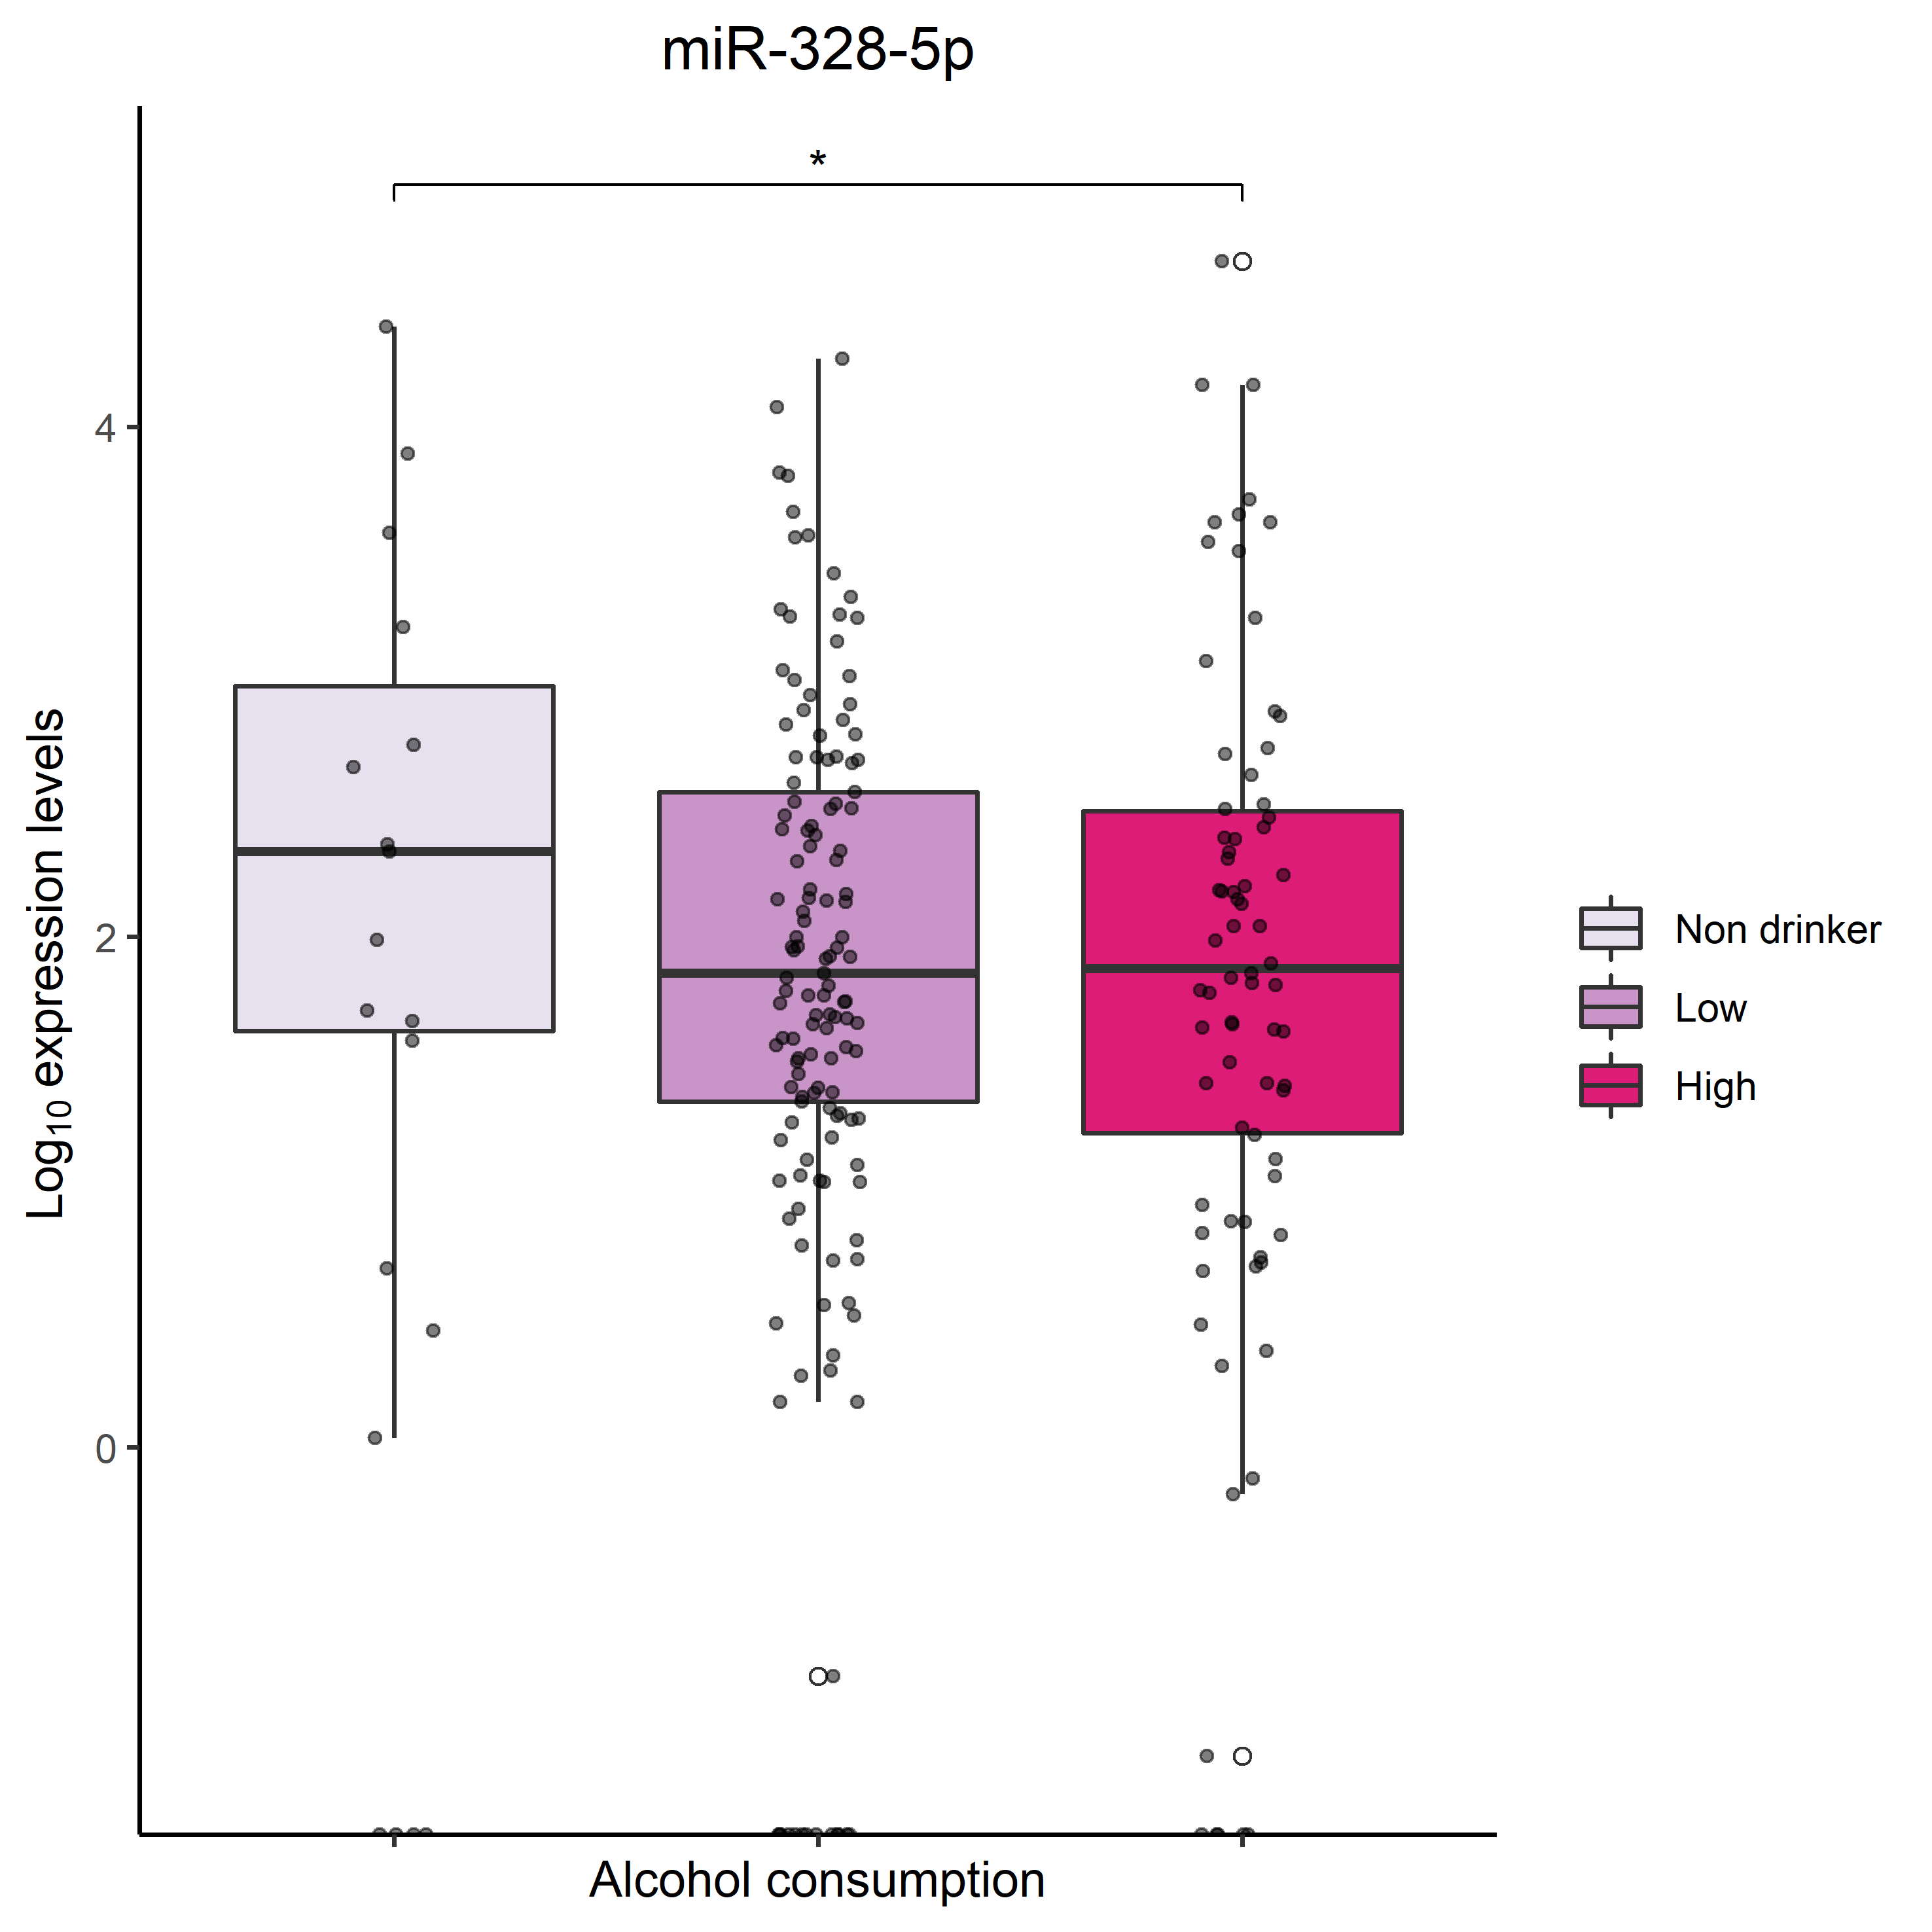 miR-328-5p
*
4
2
0
Log10 expression levels
Alcohol consumption
Non drinker
Low
High